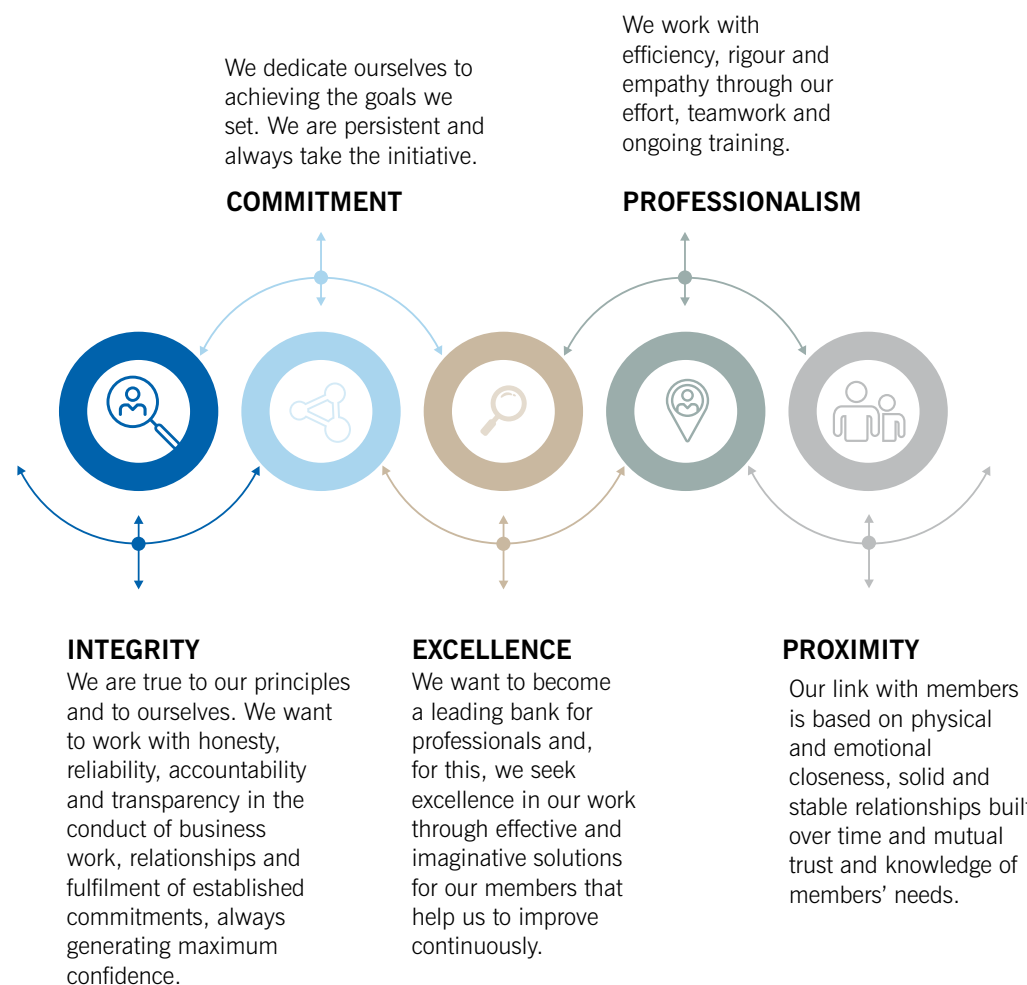 We dedicate ourselves to
achieving the goals we
set. We are persistent and
always take the initiative.
COMMITMENT
We work with
efficiency, rigour and
empathy through our
effort, teamwork and
ongoing training.
PROFESSIONALISM
INTEGRITY
We are true to our principles
and to ourselves. We want
to work with honesty,
reliability, accountability
and transparency in the
conduct of business
work, relationships and
fulfilment of established
commitments, always
generating maximum
confidence.
EXCELLENCE
We want to become
a leading bank for
professionals and,
for this, we seek
excellence in our work
through effective and
imaginative solutions
for our members that
help us to improve
continuously.
PROXIMITY
Our link with members
is based on physical
and emotional
closeness, solid and
stable relationships built
over time and mutual
trust and knowledge of
members’ needs.